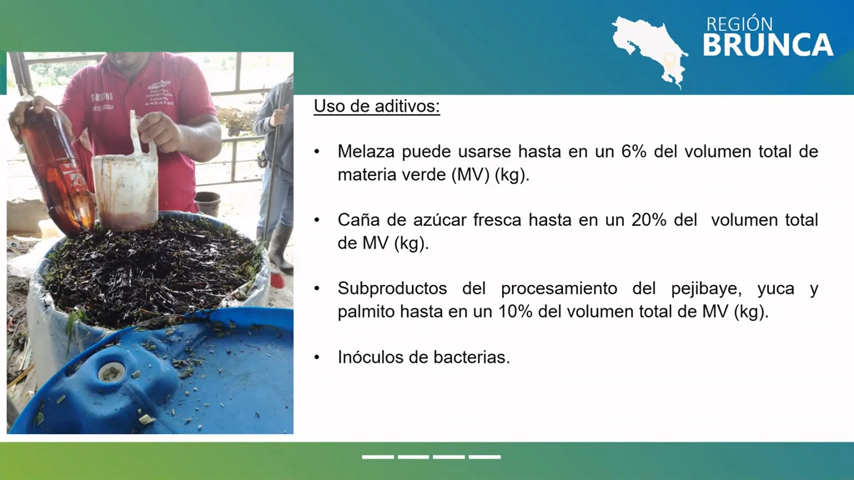 REGIÓN
BRUNCA
Uso de aditivos:
• Melaza puede usarse hasta en un 6% del volumen total de
materia verde (MV) (kg).
• Caña de azúcar fresca hasta en un 20% del volumen total
de MV (kg).
• Subproductos del procesamiento del pejibaye, yuca y
palmito hasta en un 10% del volumen total de MV (kg).
• Inóculos de bacterias.